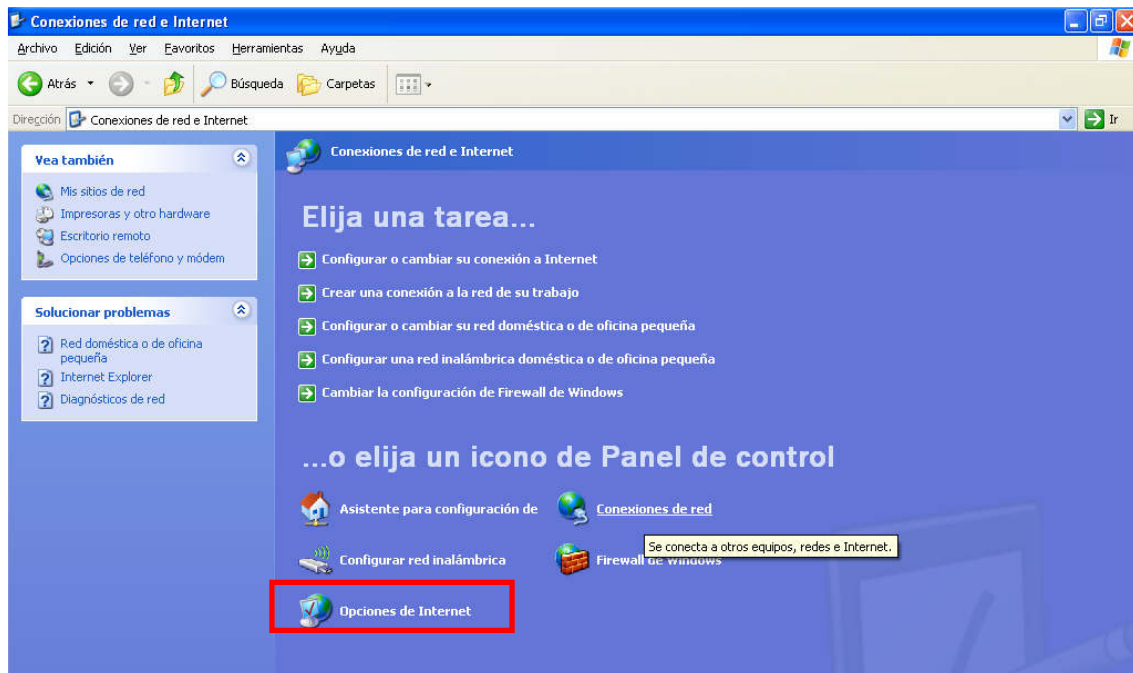 Conexiones de red e Internet
Archivo Edición Ver Favoritos Herramientas Ayuda
Atrás Búsqueda Carpetas
Dirección Conexiones de red e Internet Ir
Vea también
Mis sitios de red
Impresoras y otro hardware
Escritorio remoto
Opciones de teléfono y módem
Solucionar problemas
Red doméstica o de oficina
pequeña
Internet Explorer
Diagnósticos de red
Conexiones de red e Internet
Elija una tarea...
Configurar o cambiar su conexión a Internet
Crear una conexión a la red de su trabajo
Configurar o cambiar su red doméstica o de oficina pequeña
Configurar una red inalámbrica doméstica o de oficina pequeña
Cambiar la configuración de Firewall de Windows
...o elija un icono de Panel de control
Asistente para configuración de Conexiones de red
Se conecta a otros equipos, redes e Internet.
Configurar red inalámbrica Firewall de Windows
Opciones de Internet